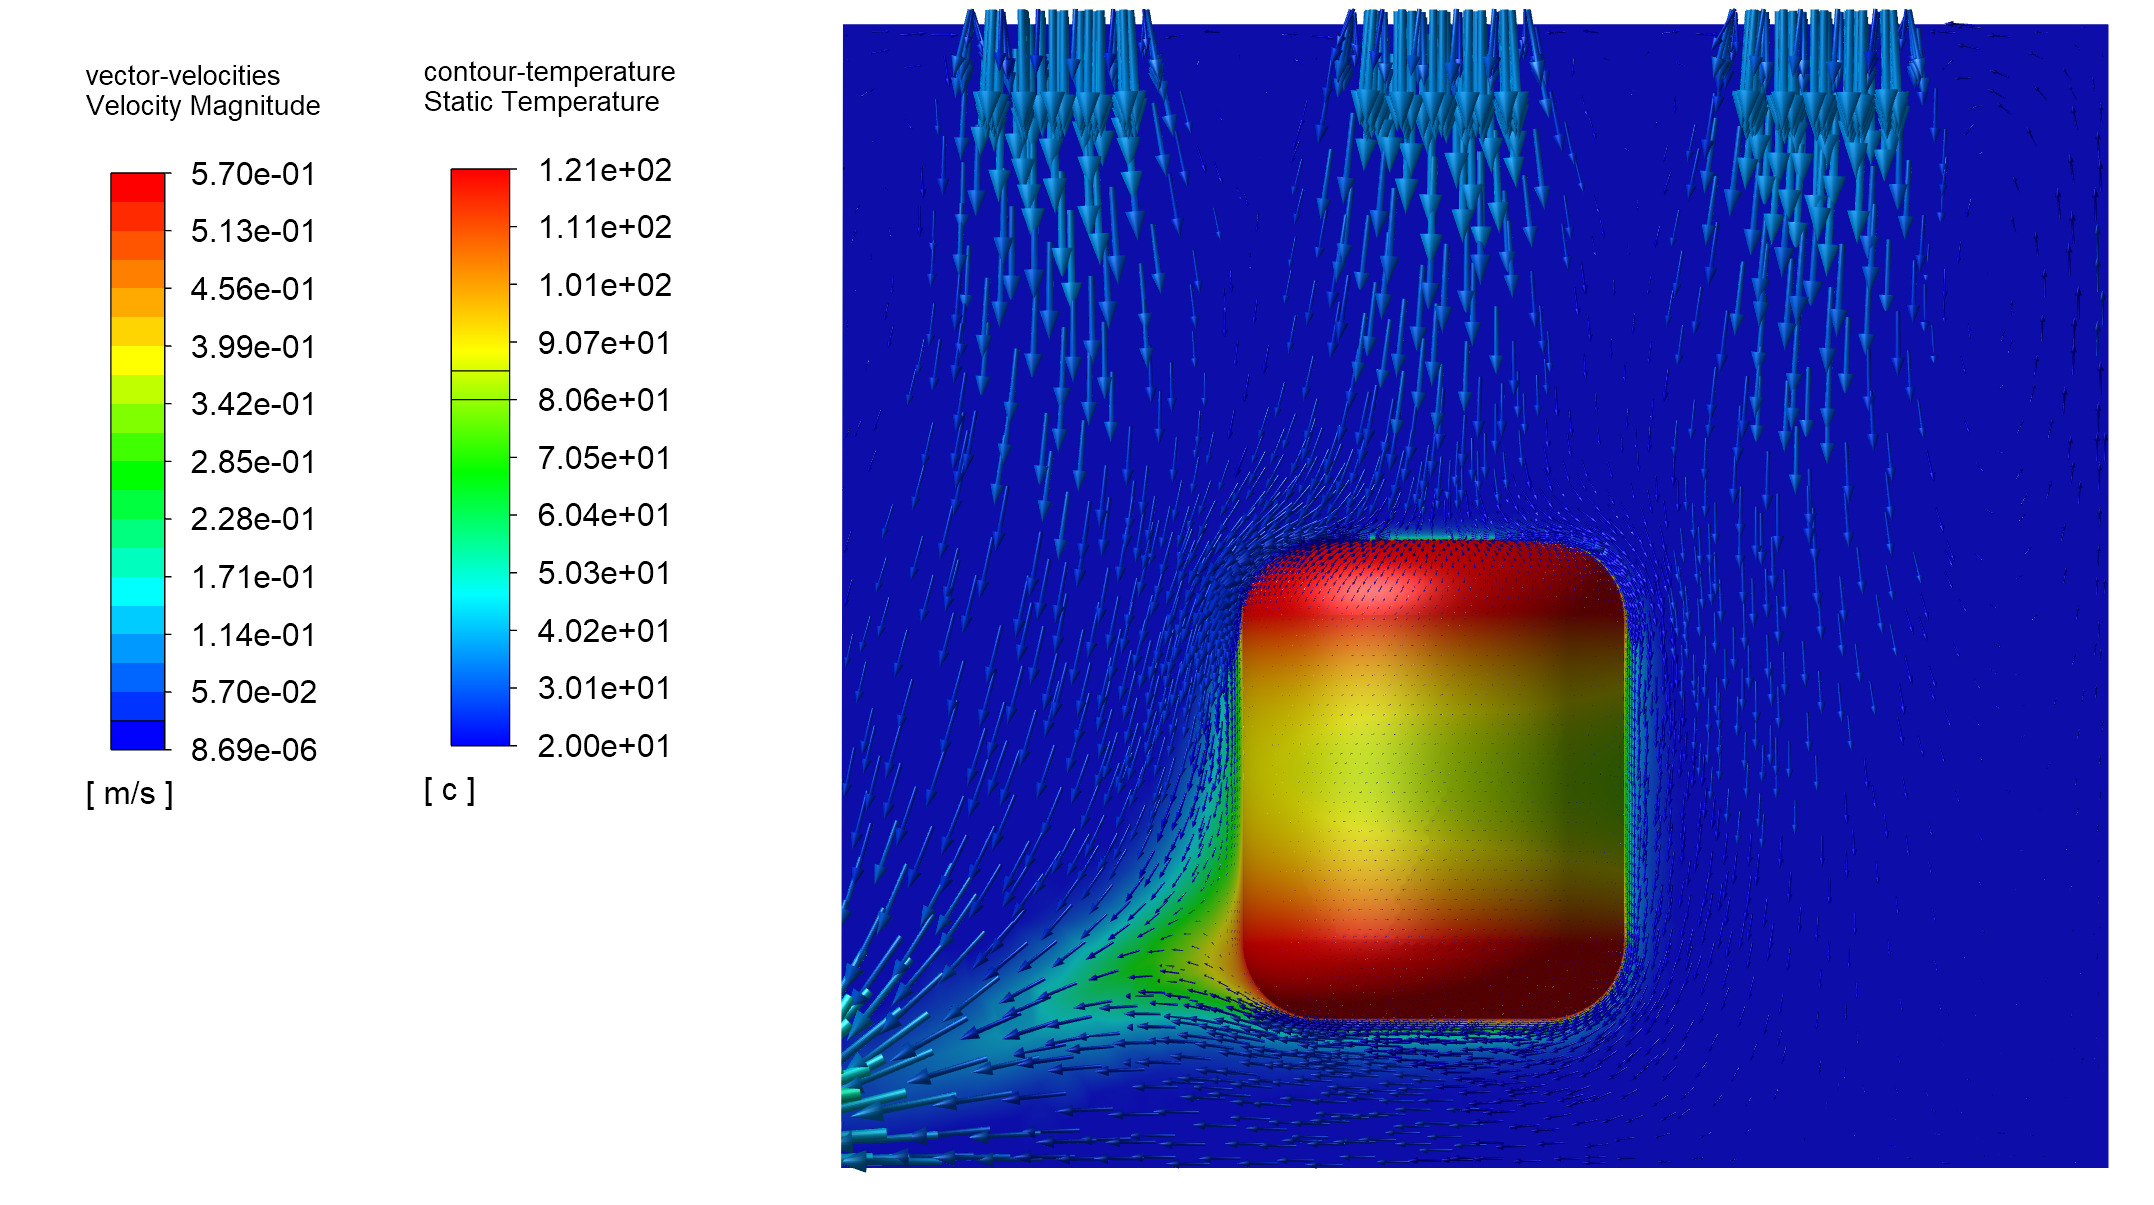 vector-velocities
Velocity Magnitude
5.70e-01
5.13e-01
4.56e-01
3.99e-01
3.42e-01
2.85e-01
2.28e-01
1.71e-01
1.14e-01
5.70e-02
8.69e-06
[ m/s ]
contour-temperature
Static Temperature
1.21e+02
1.11e+02
1.01e+02
9.07e+01
8.06e+01
7.05e+01
6.04e+01
5.03e+01
4.02e+01
3.01e+01
2.00e+01
[ c ]